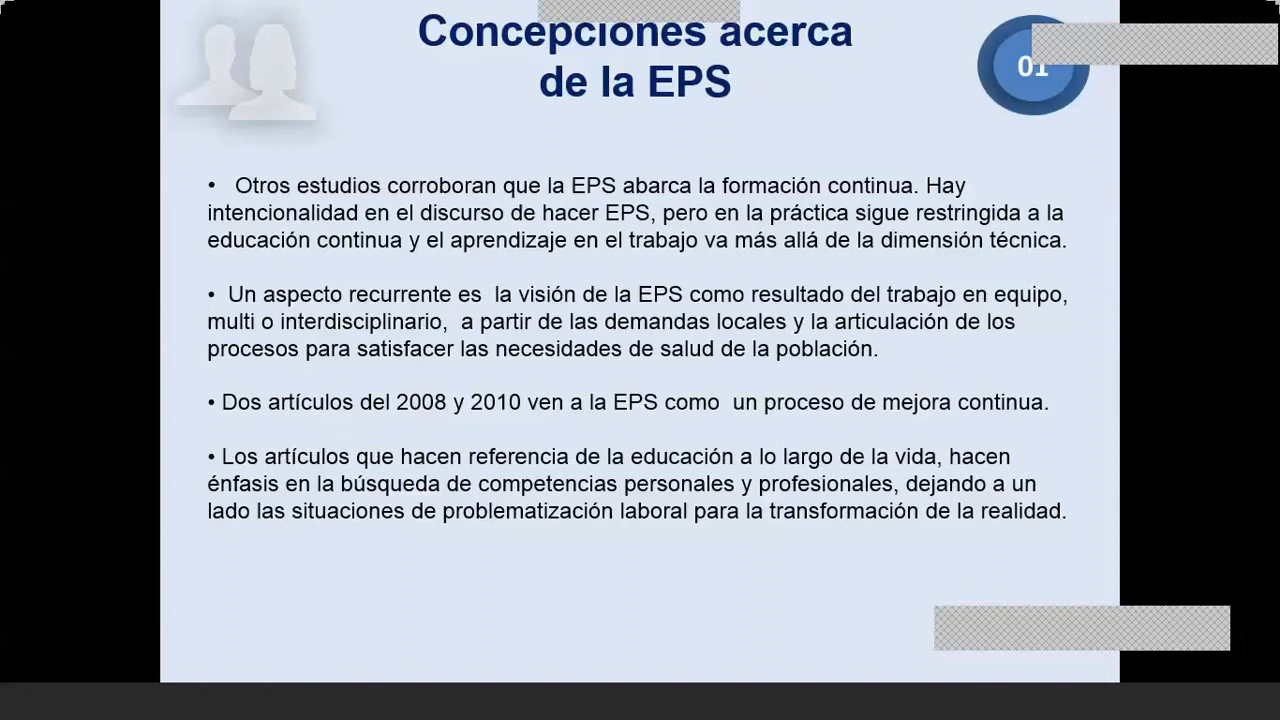 Concepciones acerca
de la EPS
01
• Otros estudios corroboran que la EPS abarca la formación continua. Hay
intencionalidad en el discurso de hacer EPS, pero en la práctica sigue restringida a la
educación continua y el aprendizaje en el trabajo va más allá de la dimensión técnica.
• Un aspecto recurrente es la visión de la EPS como resultado del trabajo en equipo,
multi o interdisciplinario, a partir de las demandas locales y la articulación de los
procesos para satisfacer las necesidades de salud de la población.
• Dos artículos del 2008 y 2010 ven a la EPS como un proceso de mejora continua.
• Los artículos que hacen referencia de la educación a lo largo de la vida, hacen
énfasis en la búsqueda de competencias personales y profesionales, dejando a un
lado las situaciones de problematización laboral para la transformación de la realidad.